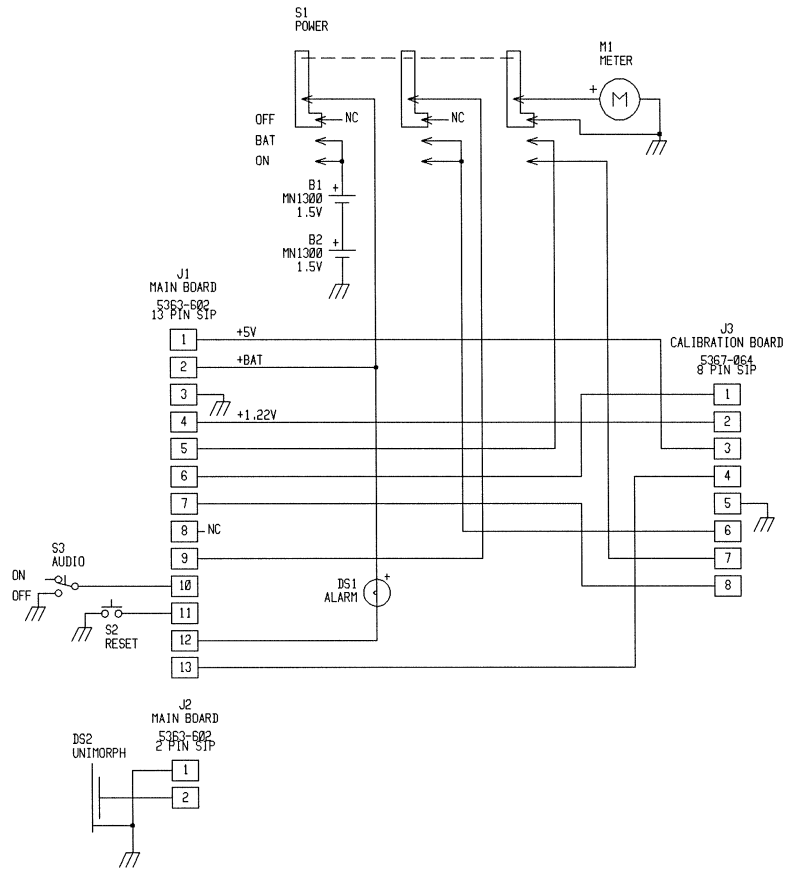 S1
POWER
M1
METER
+
M
OFF
NC
NC
BAT
ON
B1
+
MN1300
1.5V
B2
+
MN1300
1.5V
J1
MAIN BOARD
5363-602
13 PIN SIP
J3
CALIBRATION BOARD
5367-064
8 PIN SIP
1
+5V
2
+BAT
3
4
+1.22V
5
6
7
8
NC
9
10
11
12
13
1
2
3
4
5
6
7
8
S3
AUDIO
ON
OFF
S2
RESET
DS1
ALARM
+
J2
MAIN BOARD
5363-602
2 PIN SIP
DS2
UNIMORPH
1
2